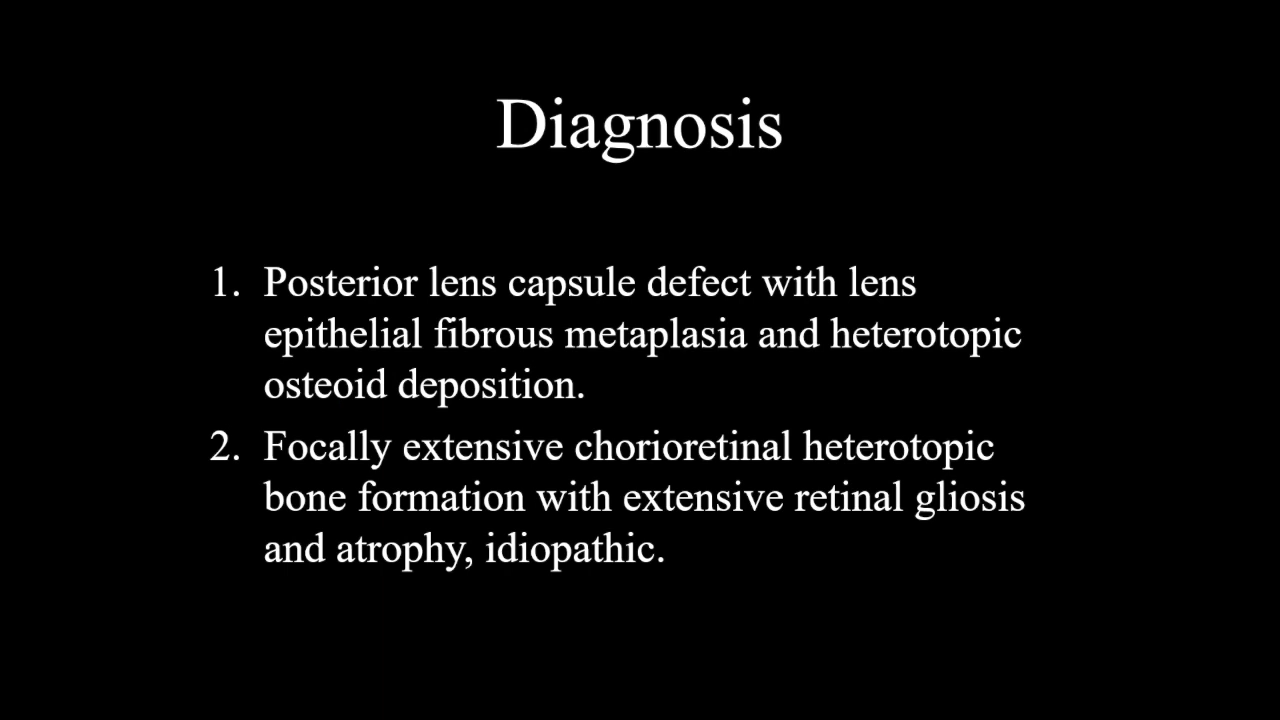 Diagnosis
1. Posterior lens capsule defect with lens
epithelial fibrous metaplasia and heterotopic
osteoid deposition.
2. Focally extensive chorioretinal heterotopic
bone formation with extensive retinal gliosis
and atrophy, idiopathic.